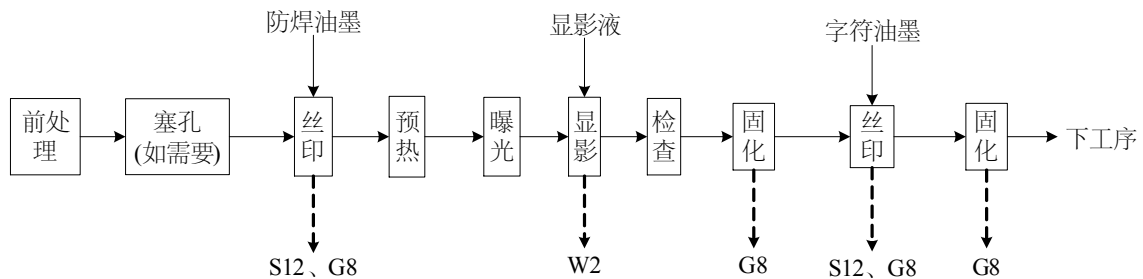 防焊油墨
显影液
字符油墨
前处
理
塞孔
(如需要)
丝
印
预
热
曝
光
显
影
检
查
固
化
丝
印
固
化
下工序
S12、G8
W2
G8
S12、G8
G8